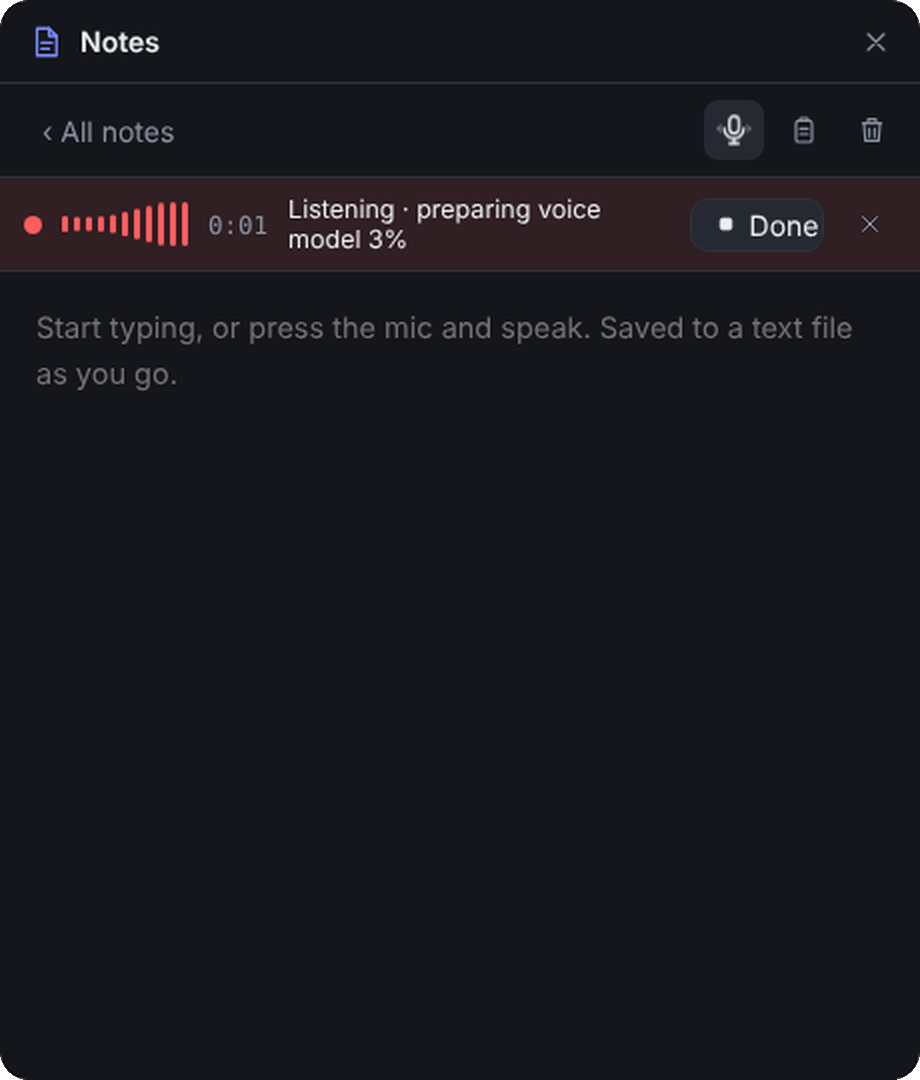 Notes
‹ All notes
0:01
Listening · preparing voice
model 3%
Done
Start typing, or press the mic and speak. Saved to a text file
as you go.